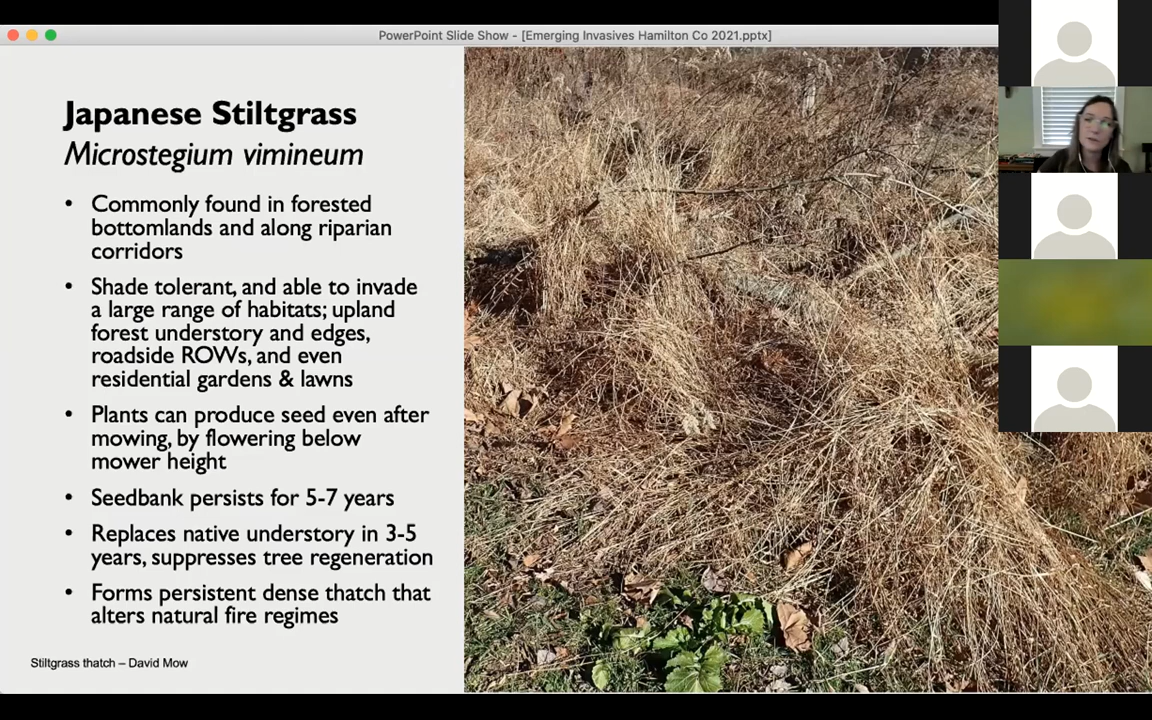 PowerPoint Slide Show - [Emerging Invasives Hamilton Co 2021.pptx]
Japanese Stiltgrass
Microstegium vimineum
• Commonly found in forested
bottomlands and along riparian
corridors
• Shade tolerant, and able to invade
a large range of habitats; upland
forest understory and edges,
roadside ROWs, and even
residential gardens & lawns
• Plants can produce seed even after
mowing, by flowering below
mower height
• Seedbank persists for 5-7 years
• Replaces native understory in 3-5
years, suppresses tree regeneration
• Forms persistent dense thatch that
alters natural fire regimes
Stiltgrass thatch – David Mow